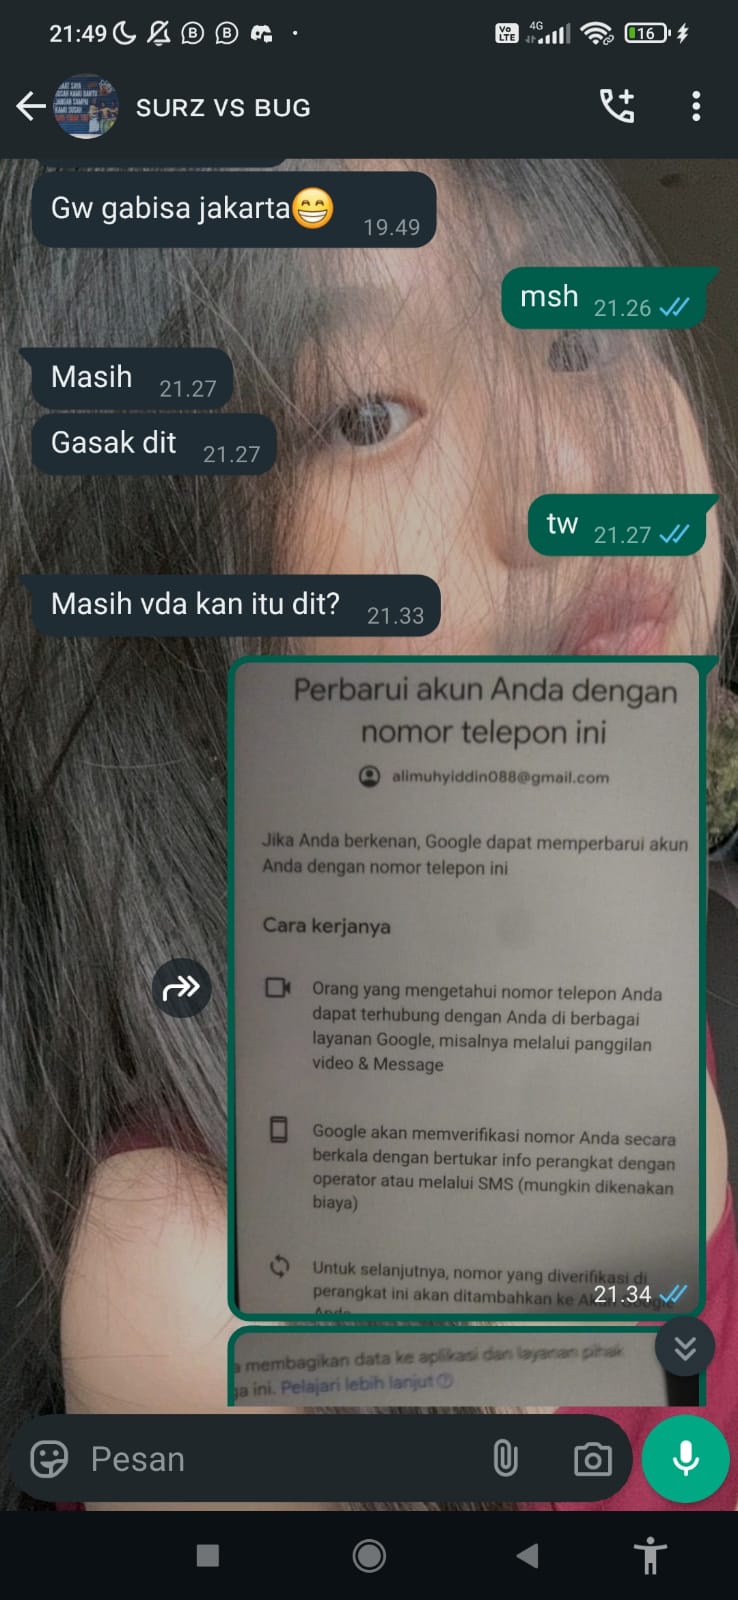 21:49
Vo
LTE
4G
16
SURZ VS BUG
Gw gabisa jakarta😁 19.49
msh 21.26
Masih 21.27
Gasak dit 21.27
tw 21.27
Masih vda kan itu dit? 21.33
Perbarui akun Anda dengan
nomor telepon ini
alimuhyiddin088@gmail.com
Jika Anda berkenan, Google dapat memperbarui akun
Anda dengan nomor telepon ini
Cara kerjanya
Orang yang mengetahui nomor telepon Anda
dapat terhubung dengan Anda di berbagai
layanan Google, misalnya melalui panggilan
video & Message
Google akan memverifikasi nomor Anda secara
berkala dengan bertukar info perangkat dengan
operator atau melalui SMS (mungkin dikenakan
biaya)
Untuk selanjutnya, nomor yang diverifikasi di
perangkat ini akan ditambahkan ke Akun Google
Anda
21.34
membagikan data ke aplikasi dan layanan pihak
ini. Pelajari lebih lanjut
Pesan